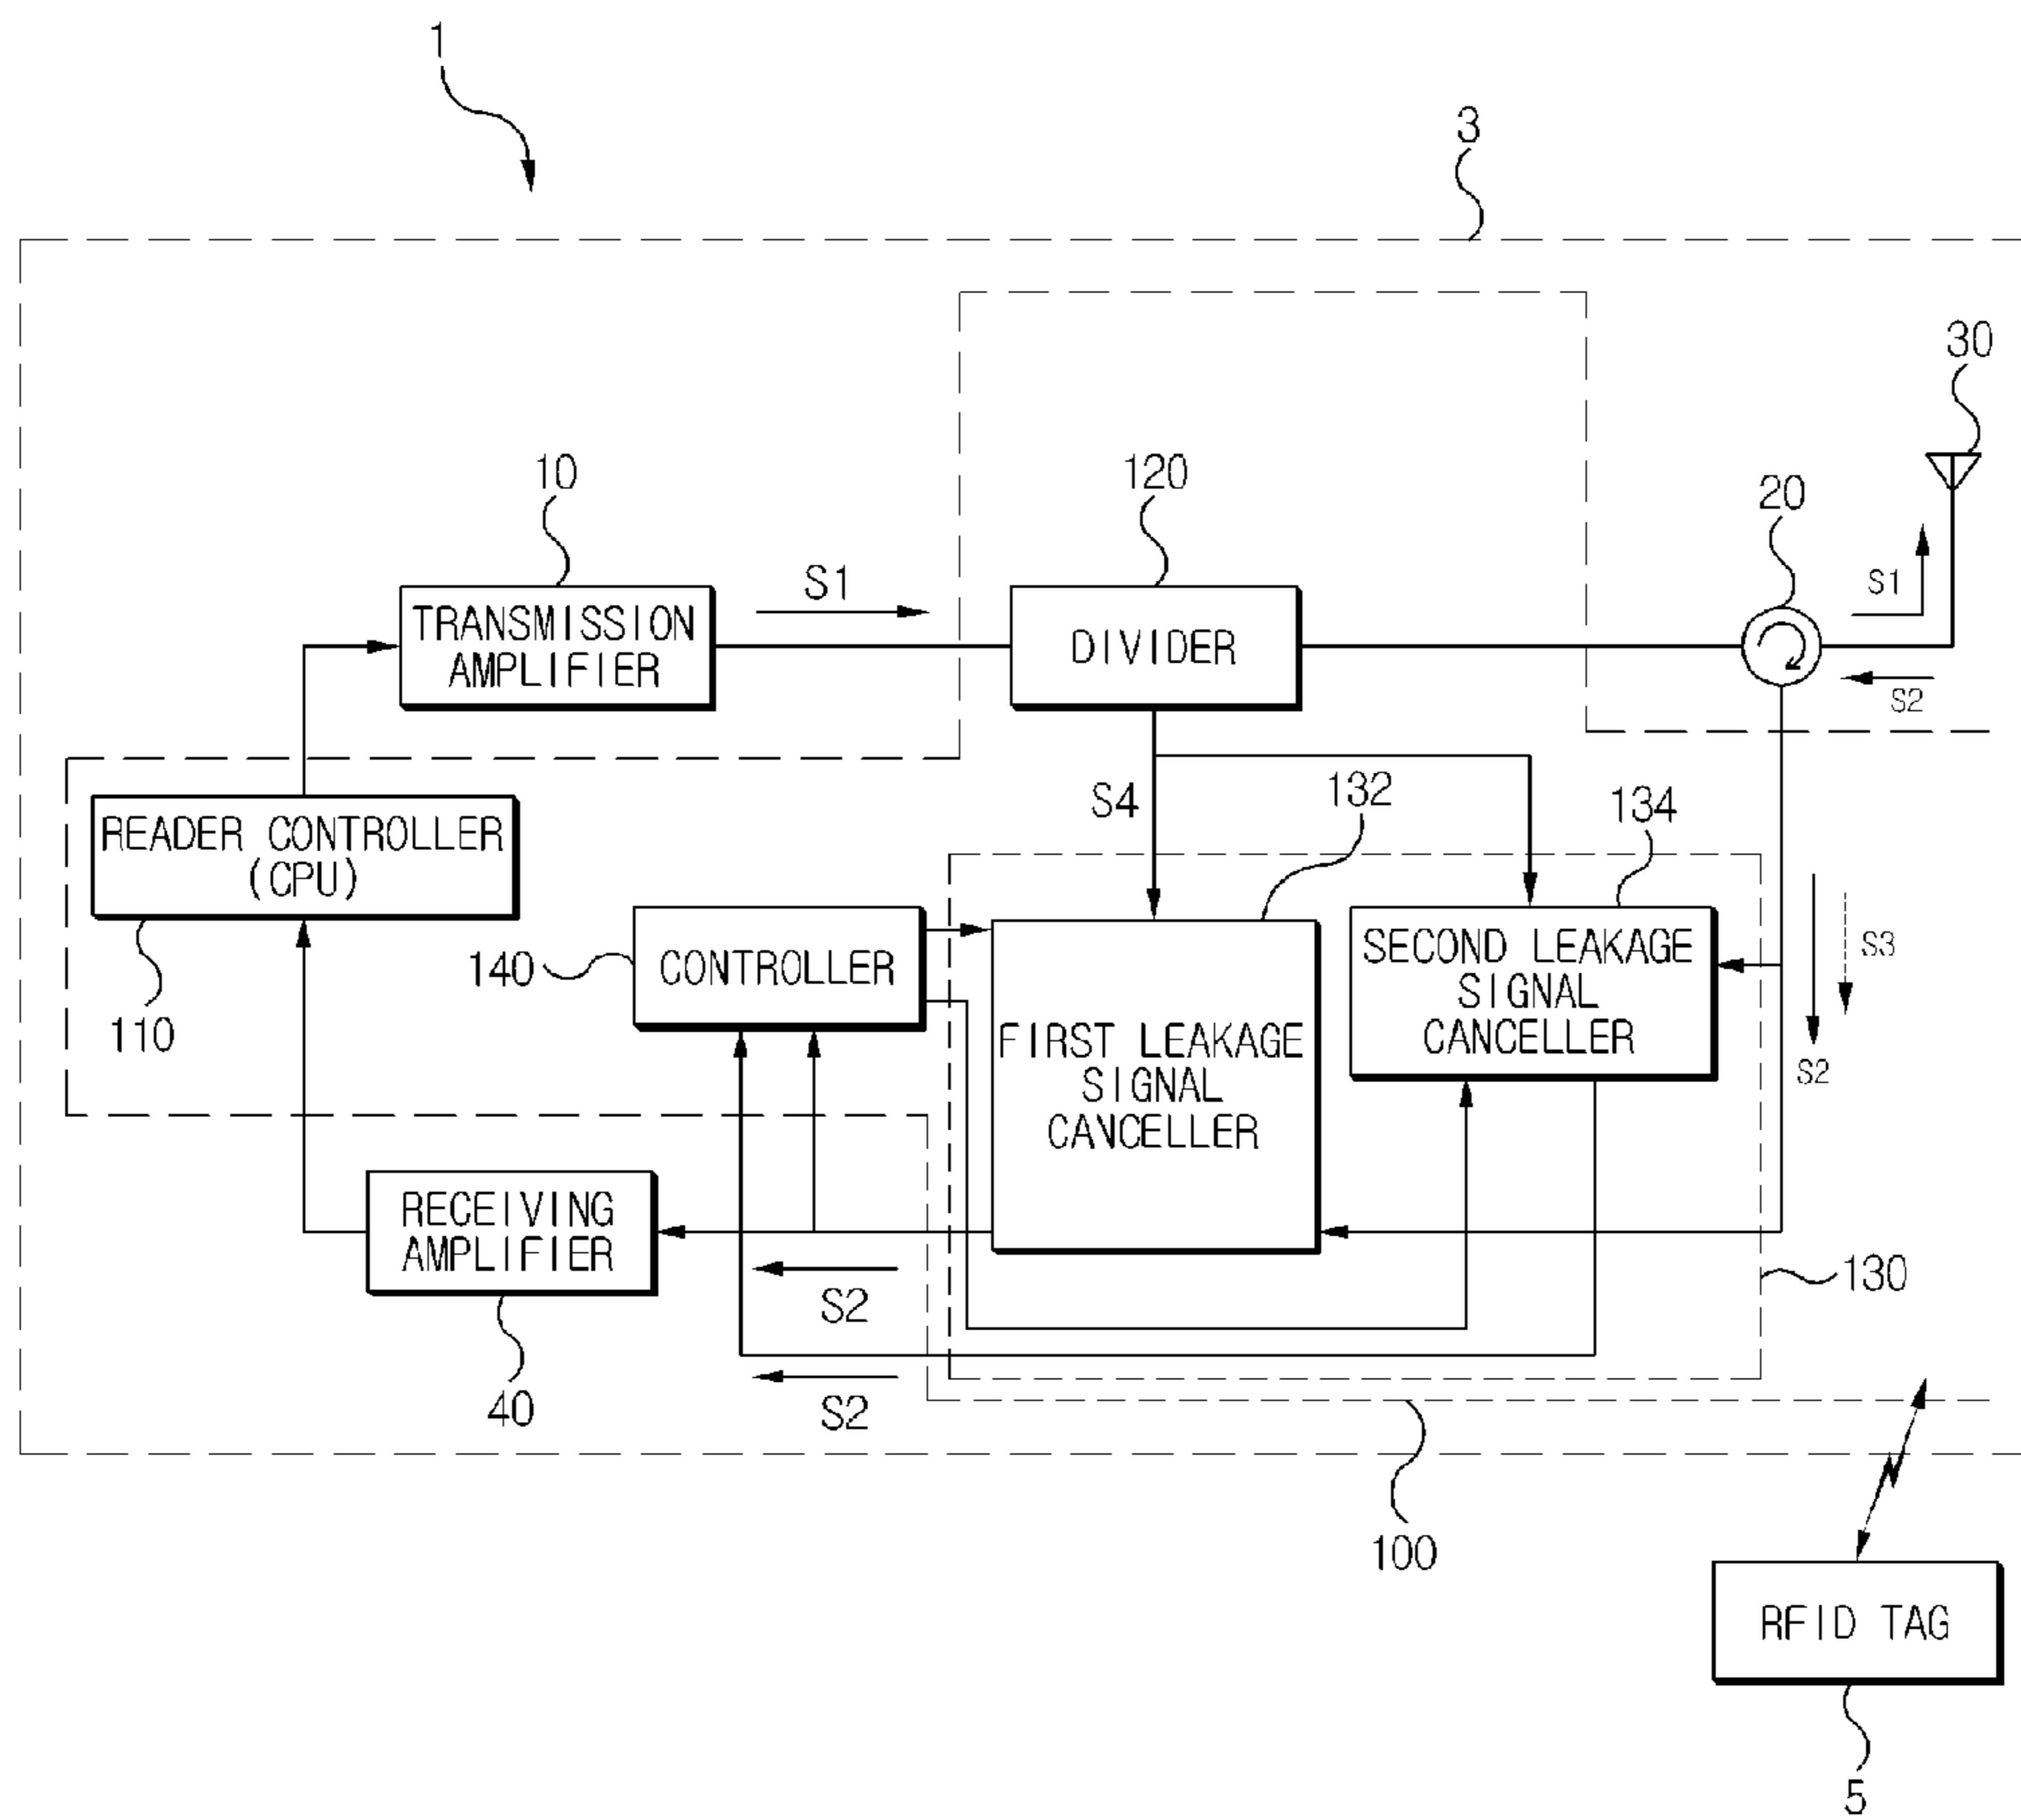 1
3
30
10
120
20
S1
S1
TRANSMISSION
AMPLIFIER
DIVIDER
S2
S4
132
134
READER CONTROLLER
(CPU)
110
140
CONTROLLER
SECOND LEAKAGE
SIGNAL
CANCELLER
S3
S2
FIRST LEAKAGE
SIGNAL
CANCELLER
RECEIVING
AMPLIFIER
S2
130
40
S2
100
RFID TAG
5